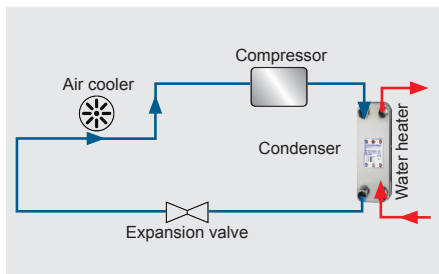 Compressor
Air cooler
Condenser
Water heater
Expansion valve